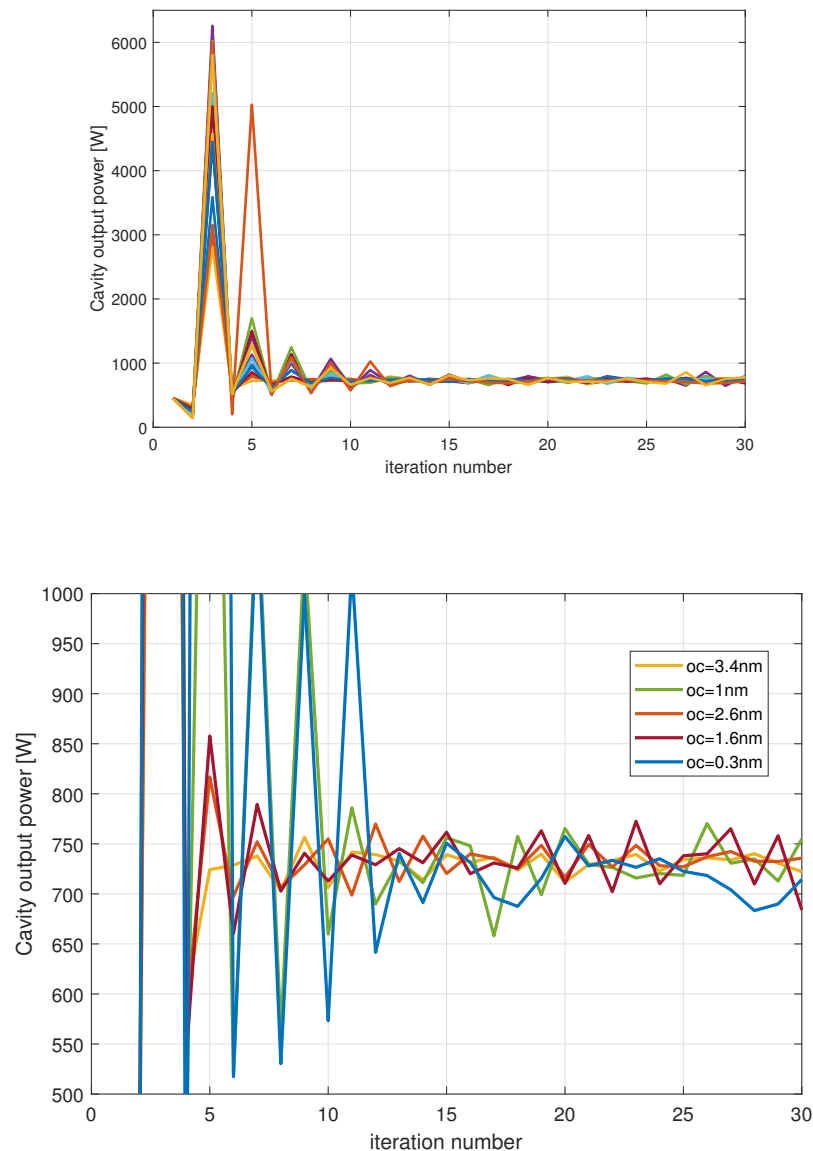 Cavity output power [W]
6000
5000
4000
3000
2000
1000
0
0 5 10 15 20 25 30
iteration number
Cavity output power [W]
1000
950
900
850
800
750
700
650
600
550
500
oc=3.4nm
oc=1nm
oc=2.6nm
oc=1.6nm
oc=0.3nm
0 5 10 15 20 25 30
iteration number